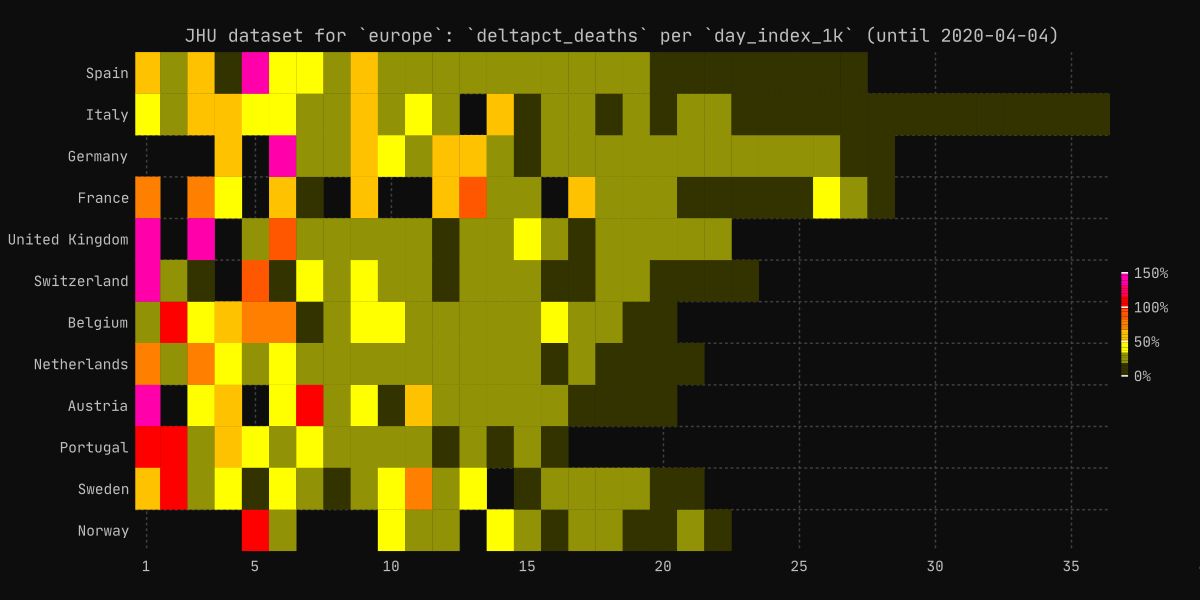 JHU dataset for `europe`: `deltapct_deaths` per `day_index_1k` (until 2020-04-04)
Spain
Italy
Germany
France
United Kingdom
Switzerland
Belgium
Netherlands
Austria
Portugal
Sweden
Norway
150%
100%
50%
0%
1 5 10 15 20 25 30 35